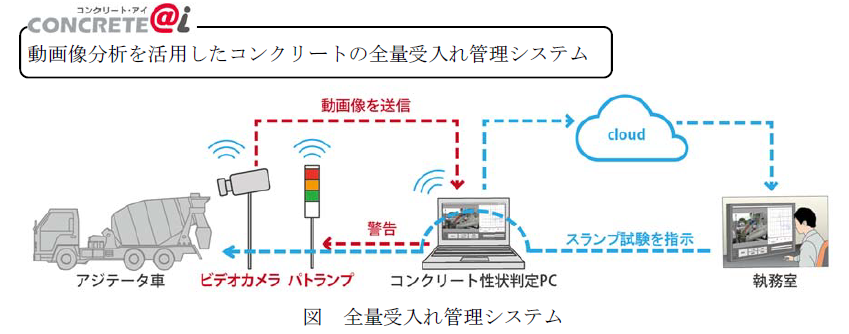 コンクリート・アイ
CONCRETE@i
動画像分析を活用したコンクリートの全量受入れ管理システム
動画像を送信
cloud
警告
スランプ試験を指示
アジテータ車
ビデオカメラ
パトランプ
コンクリート性状判定PC
執務室
図　全量受入れ管理システム